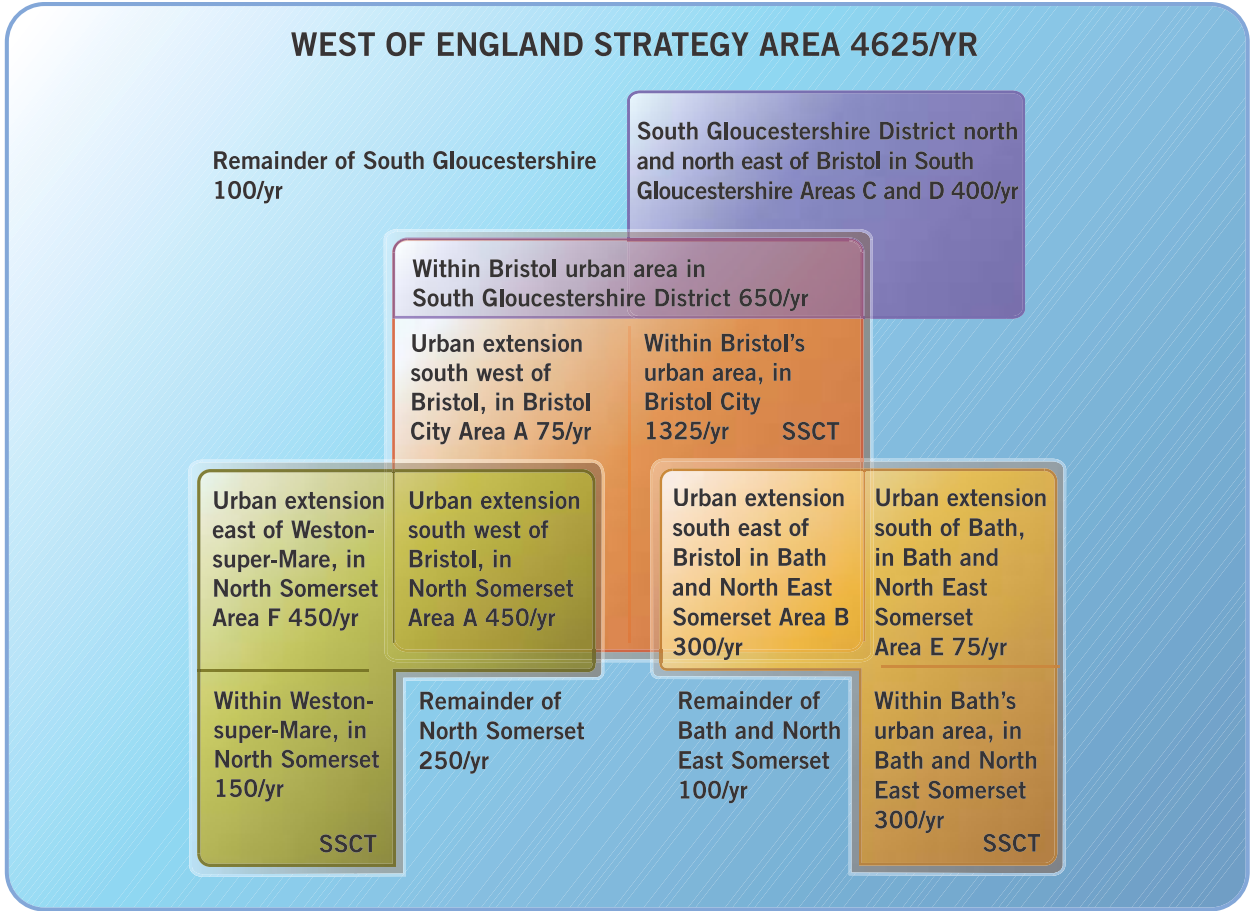 WEST OF ENGLAND STRATEGY AREA 4625/YR
Remainder of South Gloucestershire
100/yr
South Gloucestershire District north
and north east of Bristol in South
Gloucestershire Areas C and D 400/yr
Within Bristol urban area in
South Gloucestershire District 650/yr
Urban extension
south west of
Bristol, in Bristol
City Area A 75/yr
Within Bristol's
urban area, in
Bristol City
1325/yr SSCT
Urban extension
east of Weston-
super-Mare, in
North Somerset
Area F 450/yr
Urban extension
south west of
Bristol, in
North Somerset
Area A 450/yr
Urban extension
south east of
Bristol in Bath
and North East
Somerset Area B
300/yr
Urban extension
south of Bath,
in Bath and
North East
Somerset
Area E 75/yr
Within Weston-
super-Mare, in
North Somerset
150/yr
SSCT
Remainder of
North Somerset
250/yr
Remainder of
Bath and North
East Somerset
100/yr
Within Bath's
urban area, in
Bath and North
East Somerset
300/yr
SSCT